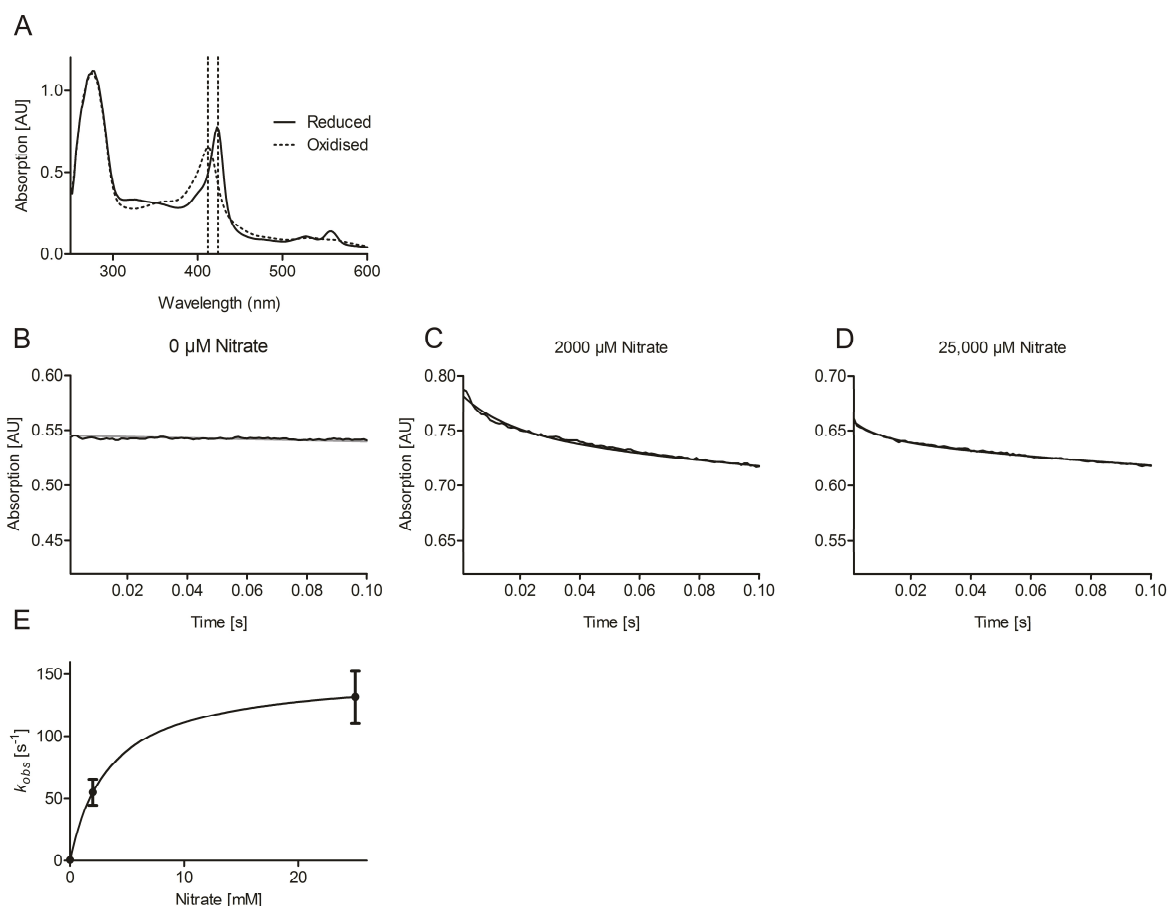 A
Absorption [AU]
1.0
0.5
0.0
300 400 500 600
Wavelength (nm)
Reduced
Oxidised
B
0 µM Nitrate
Absorption [AU]
0.60
0.55
0.50
0.45
0.02 0.04 0.06 0.08 0.10
Time [s]
C
2000 µM Nitrate
Absorption [AU]
0.80
0.75
0.70
0.65
0.02 0.04 0.06 0.08 0.10
Time [s]
D
25,000 µM Nitrate
0.70
0.65
0.60
0.55
0.02 0.04 0.06 0.08 0.10
Time [s]
E
k_obs [s⁻¹]
150
100
50
0
0 10 20
Nitrate [mM]